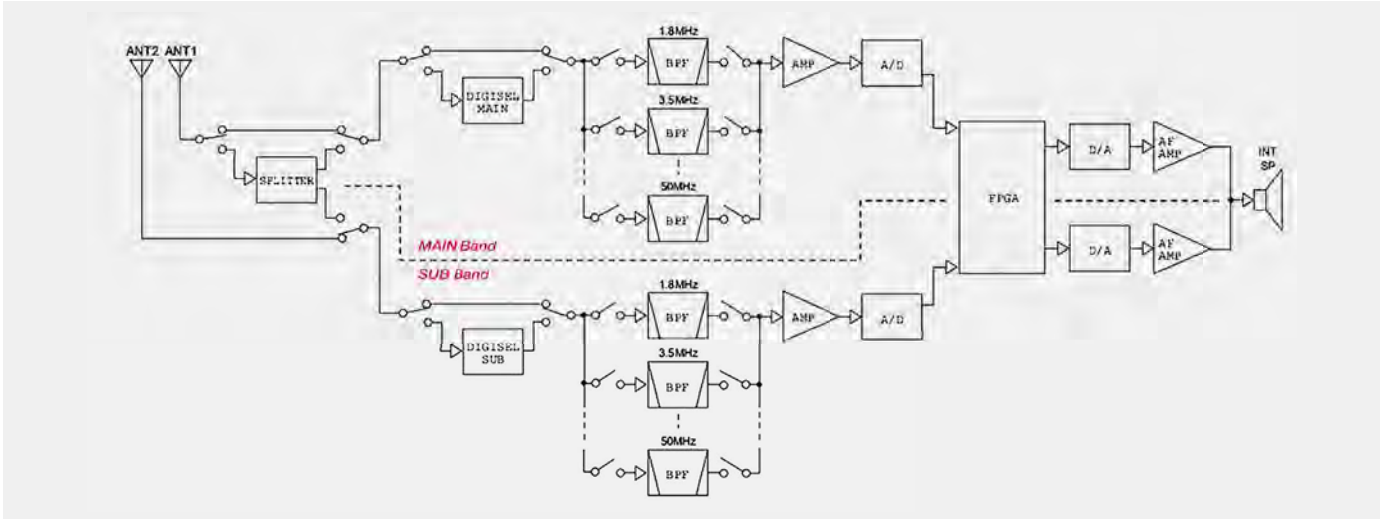 ANT2 ANT1
SPLITTER
DIGISEL
MAIN
1.8MHz
BPF
3.5MHz
BPF
50MHz
BPF
AMP
A/D
MAIN Band
SUB Band
DIGISEL
SUB
1.8MHz
BPF
3.5MHz
BPF
50MHz
BPF
AMP
A/D
FPGA
D/A
AF
AMP
D/A
AF
AMP
INT
SP